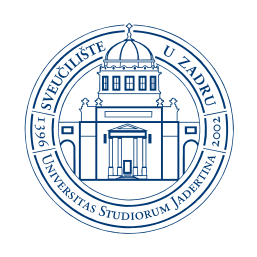 SVEUČILIŠTE U ZADRU
1396
2002
UNIVERSITAS STUDIORUM JADERTINA